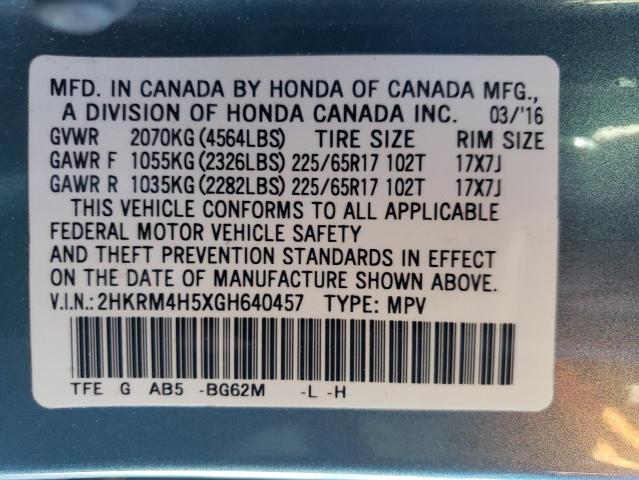 MFD. IN CANADA BY HONDA OF CANADA MFG.,
A DIVISION OF HONDA CANADA INC. 03/'16
GVWR 2070KG (4564LBS) TIRE SIZE RIM SIZE
GAWR F 1055KG (2326LBS) 225/65R17 102T 17X7J
GAWR R 1035KG (2282LBS) 225/65R17 102T 17X7J
THIS VEHICLE CONFORMS TO ALL APPLICABLE
FEDERAL MOTOR VEHICLE SAFETY
AND THEFT PREVENTION STANDARDS IN EFFECT
ON THE DATE OF MANUFACTURE SHOWN ABOVE.
V.I.N.: 2HKRM4H5XGH640457 TYPE: MPV
TFE G AB5 -BG62M -L -H